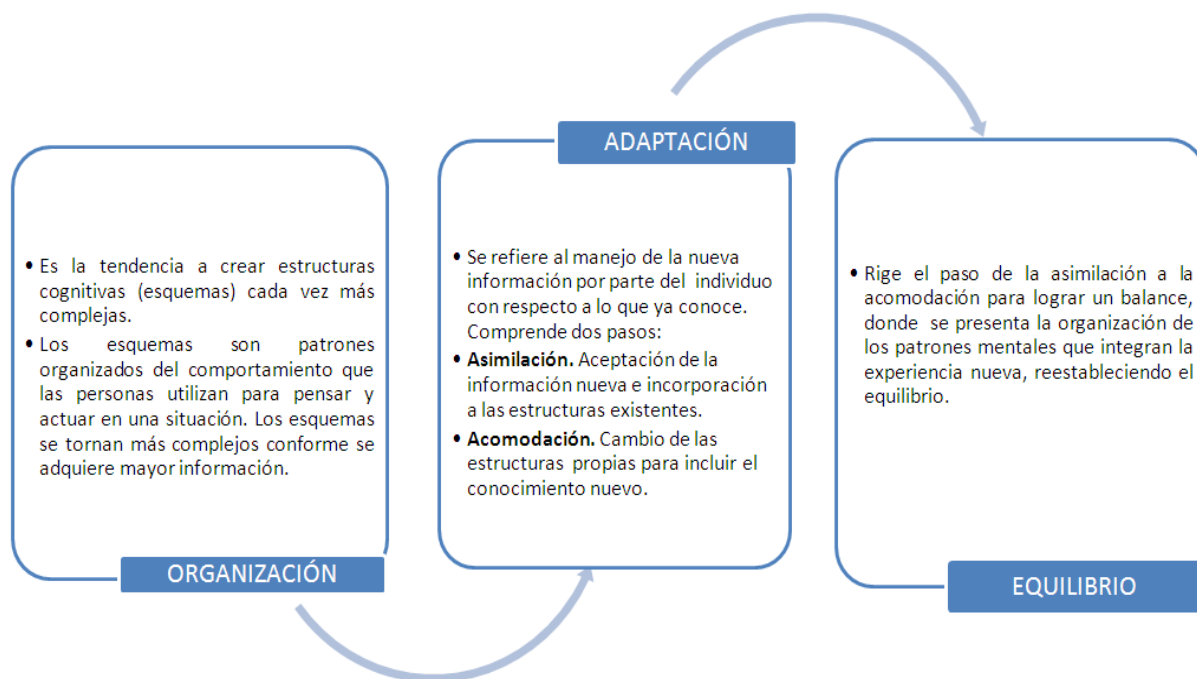 • Es la tendencia a crear estructuras
cognitivas (esquemas) cada vez más
complejas.
• Los esquemas son patrones
organizados del comportamiento que
las personas utilizan para pensar y
actuar en una situación. Los esquemas
se tornan más complejos conforme se
adquiere mayor información.
ORGANIZACIÓN
ADAPTACIÓN
• Se refiere al manejo de la nueva
información por parte del individuo
con respecto a lo que ya conoce.
Comprende dos pasos:
• Asimilación. Aceptación de la
información nueva e incorporación
a las estructuras existentes.
• Acomodación. Cambio de las
estructuras propias para incluir el
conocimiento nuevo.
• Rige el paso de la asimilación a la
acomodación para lograr un balance,
donde se presenta la organización de
los patrones mentales que integran la
experiencia nueva, reestableciendo el
equilibrio.
EQUILIBRIO